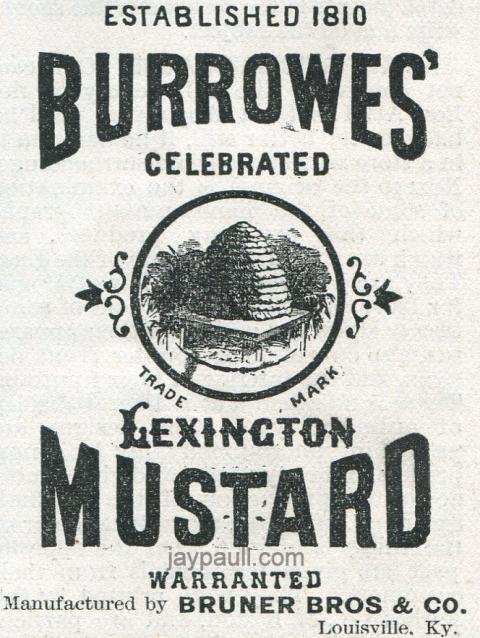 ESTABLISHED 1810
BURROWES'
CELEBRATED
TRADE MARK
LEXINGTON
MUSTARD
jaypaull.com
WARRANTED
Manufactured by BRUNER BROS & CO.
Louisville, Ky.